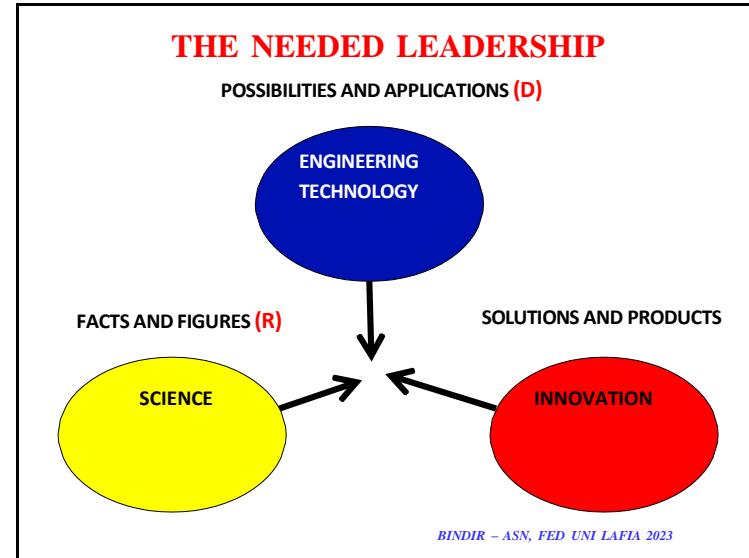 THE NEEDED LEADERSHIP
POSSIBILITIES AND APPLICATIONS (D)
ENGINEERING
TECHNOLOGY
FACTS AND FIGURES (R)
SOLUTIONS AND PRODUCTS
SCIENCE
INNOVATION
BINDIR – ASN, FED UNI LAFIA 2023